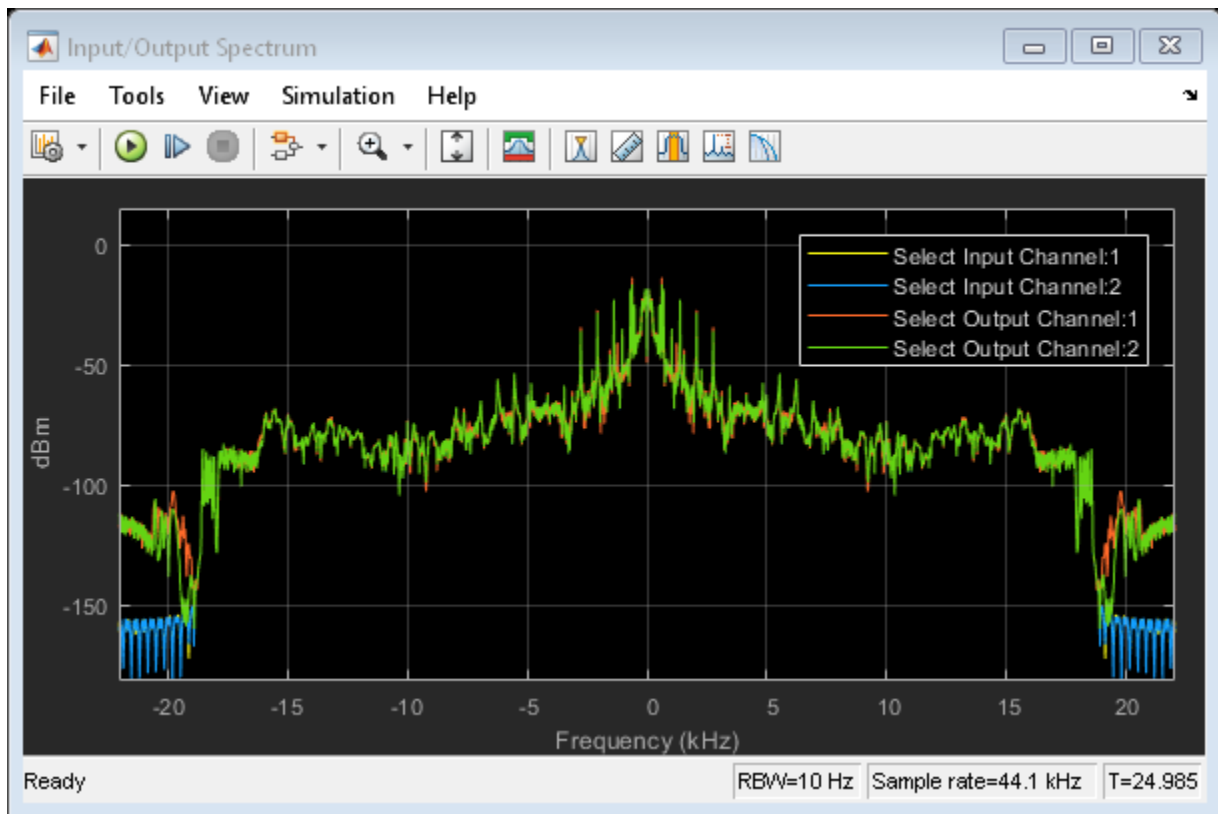 Input/Output Spectrum
File Tools View Simulation Help
0
-50
-100
-150
dBm
Select Input Channel:1
Select Input Channel:2
Select Output Channel:1
Select Output Channel:2
-20 -15 -10 -5 0 5 10 15 20
Frequency (kHz)
Ready RBW=10 Hz Sample rate=44.1 kHz T=24.985